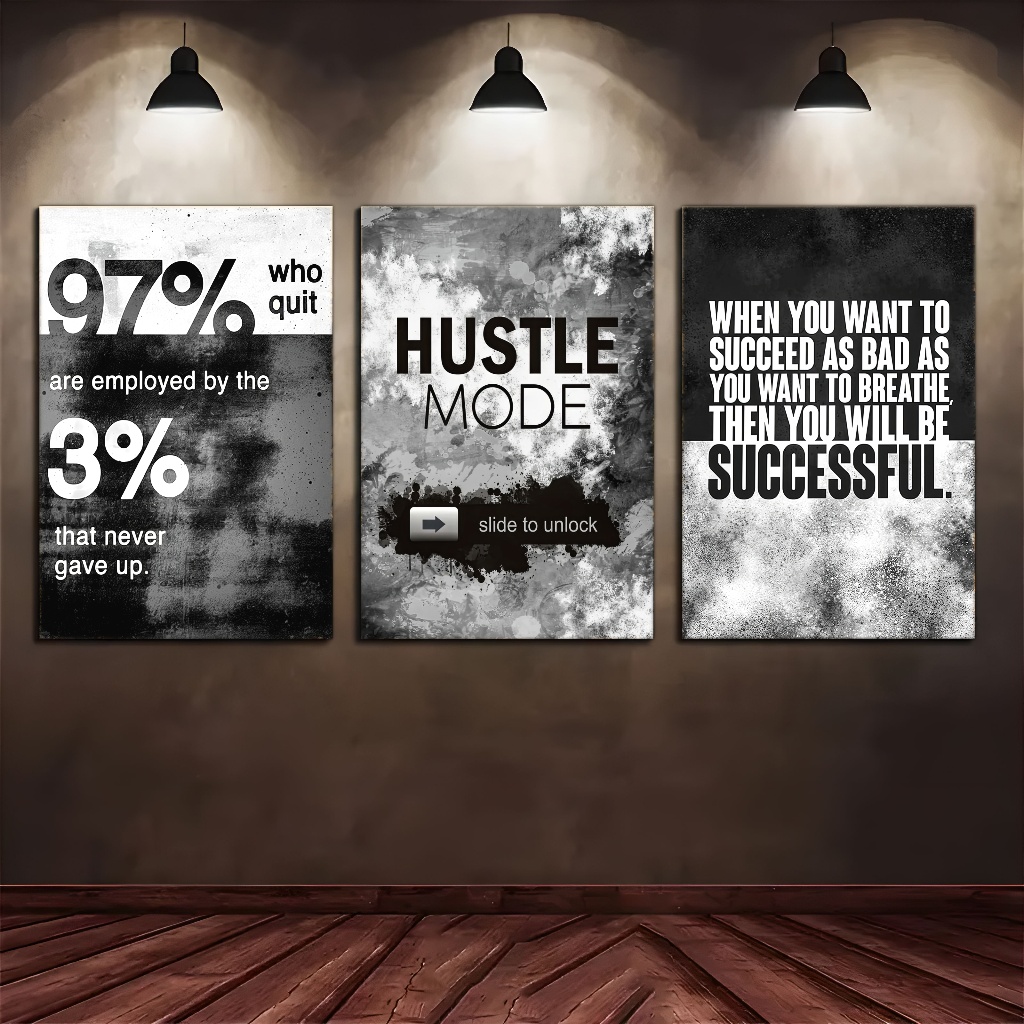 97% who
quit
are employed by the
3%
that never
gave up.
HUSTLE
MODE
slide to unlock
WHEN YOU WANT TO
SUCCEED AS BAD AS
YOU WANT TO BREATHE,
THEN YOU WILL BE
SUCCESSFUL.